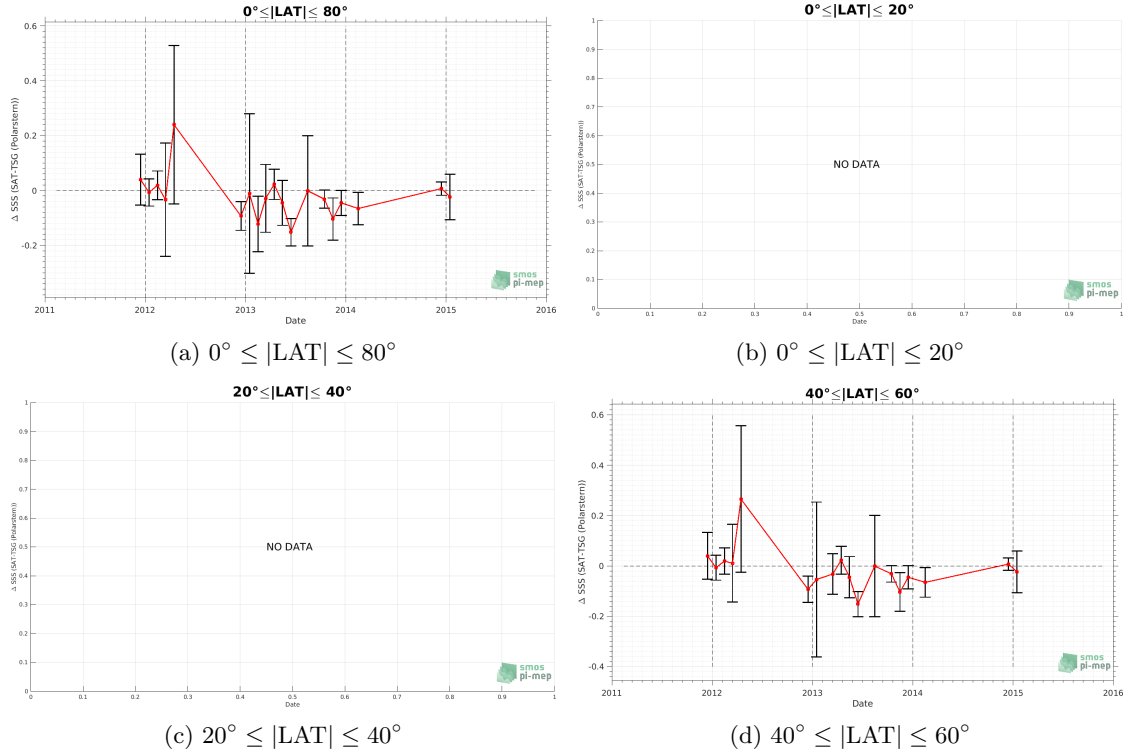 0°≤|LAT|≤ 80°
Δ SSS (SAT-TSG (Polarstern))
0.6
0.4
0.2
0
-0.2
2011 2012 2013 2014 2015 2016
Date
smos
pi-mep
(a) 0° ≤ |LAT| ≤ 80°
0°≤|LAT|≤ 20°
Δ SSS (SAT-TSG (Polarstern))
1
0.9
0.8
0.7
0.6
0.5
0.4
0.3
0.2
0.1
0
NO DATA
0 0.1 0.2 0.3 0.4 0.5 0.6 0.7 0.8 0.9 1
Date
smos
pi-mep
(b) 0° ≤ |LAT| ≤ 20°
20°≤|LAT|≤ 40°
Δ SSS (SAT-TSG (Polarstern))
1
0.9
0.8
0.7
0.6
0.5
0.4
0.3
0.2
0.1
0
NO DATA
0 0.1 0.2 0.3 0.4 0.5 0.6 0.7 0.8 0.9 1
Date
smos
pi-mep
(c) 20° ≤ |LAT| ≤ 40°
40°≤|LAT|≤ 60°
Δ SSS (SAT-TSG (Polarstern))
0.6
0.4
0.2
0
-0.2
-0.4
2011 2012 2013 2014 2015 2016
Date
smos
pi-mep
(d) 40° ≤ |LAT| ≤ 60°